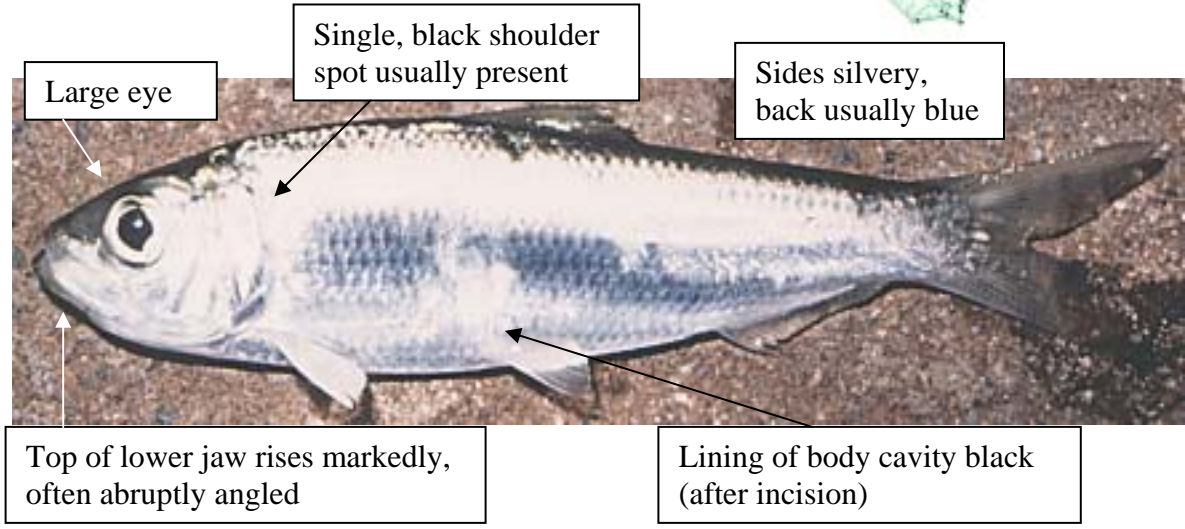 Single, black shoulder
spot usually present
Large eye
Sides silvery,
back usually blue
Top of lower jaw rises markedly,
often abruptly angled
Lining of body cavity black
(after incision)